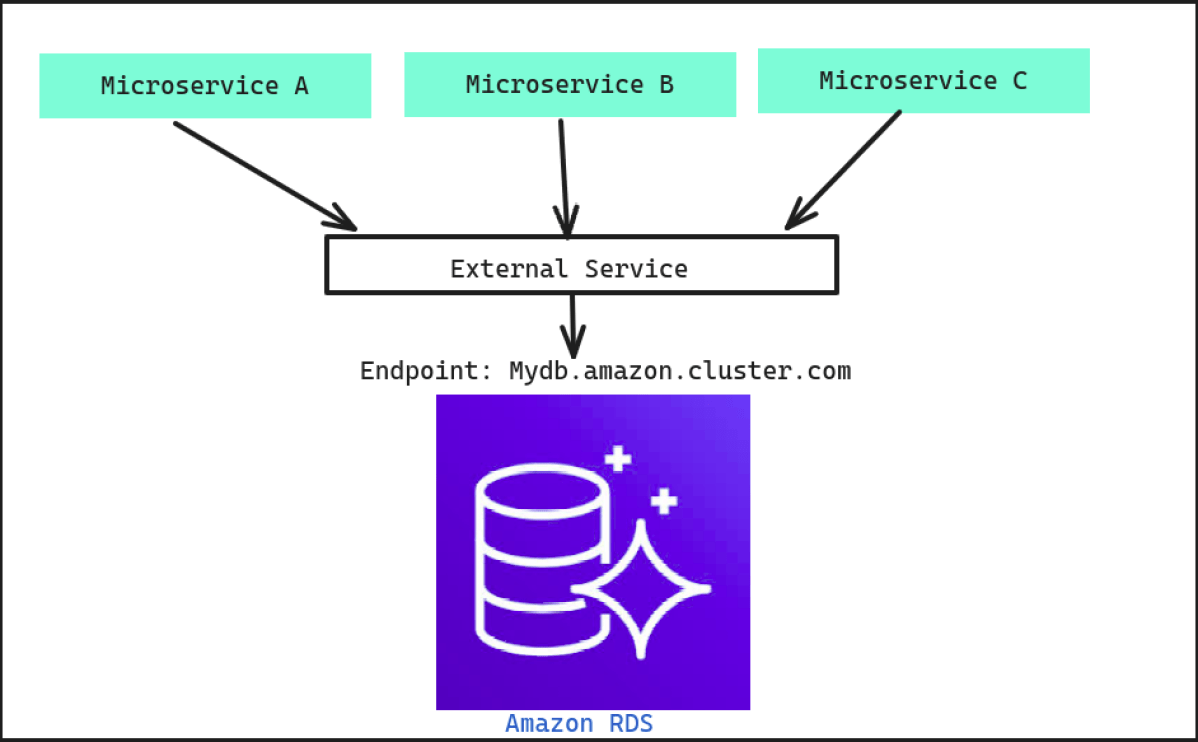 Microservice A
Microservice B
Microservice C
External Service
Endpoint: Mydb.amazon.cluster.com
Amazon RDS